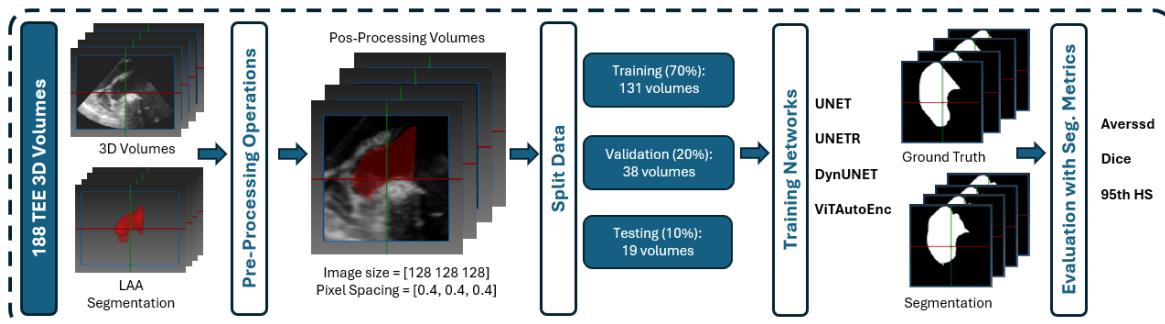 188 TEE 3D Volumes
3D Volumes
LAA
Segmentation
Pre-Processing Operations
Pos-Processing Volumes
Image size = [128 128 128]
Pixel Spacing = [0.4, 0.4, 0.4]
Split Data
Training (70%):
131 volumes
Validation (20%):
38 volumes
Testing (10%):
19 volumes
Training Networks
UNET
UNETR
DynUNET
ViTAutoEnc
Ground Truth
Segmentation
Evaluation with Seg. Metrics
Averssd
Dice
95th HS